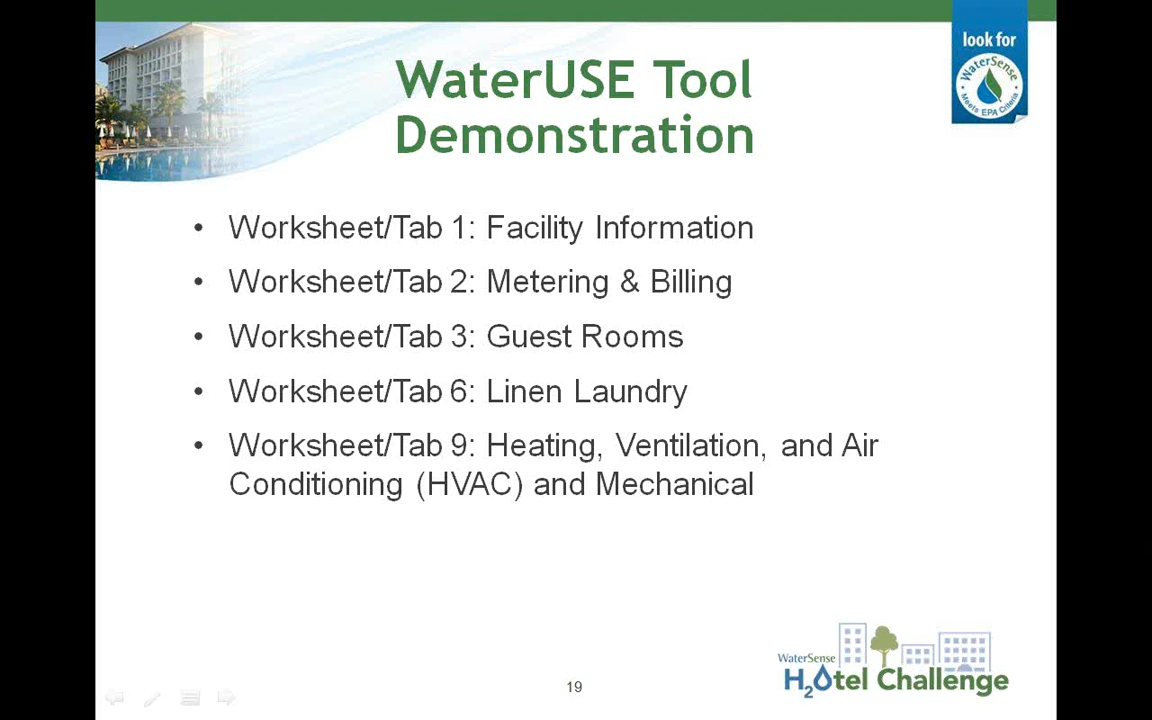 look for
WaterSense
Meets EPA Criteria
WaterUSE Tool
Demonstration
• Worksheet/Tab 1: Facility Information
• Worksheet/Tab 2: Metering & Billing
• Worksheet/Tab 3: Guest Rooms
• Worksheet/Tab 6: Linen Laundry
• Worksheet/Tab 9: Heating, Ventilation, and Air
Conditioning (HVAC) and Mechanical
WaterSense
H2Otel Challenge
19